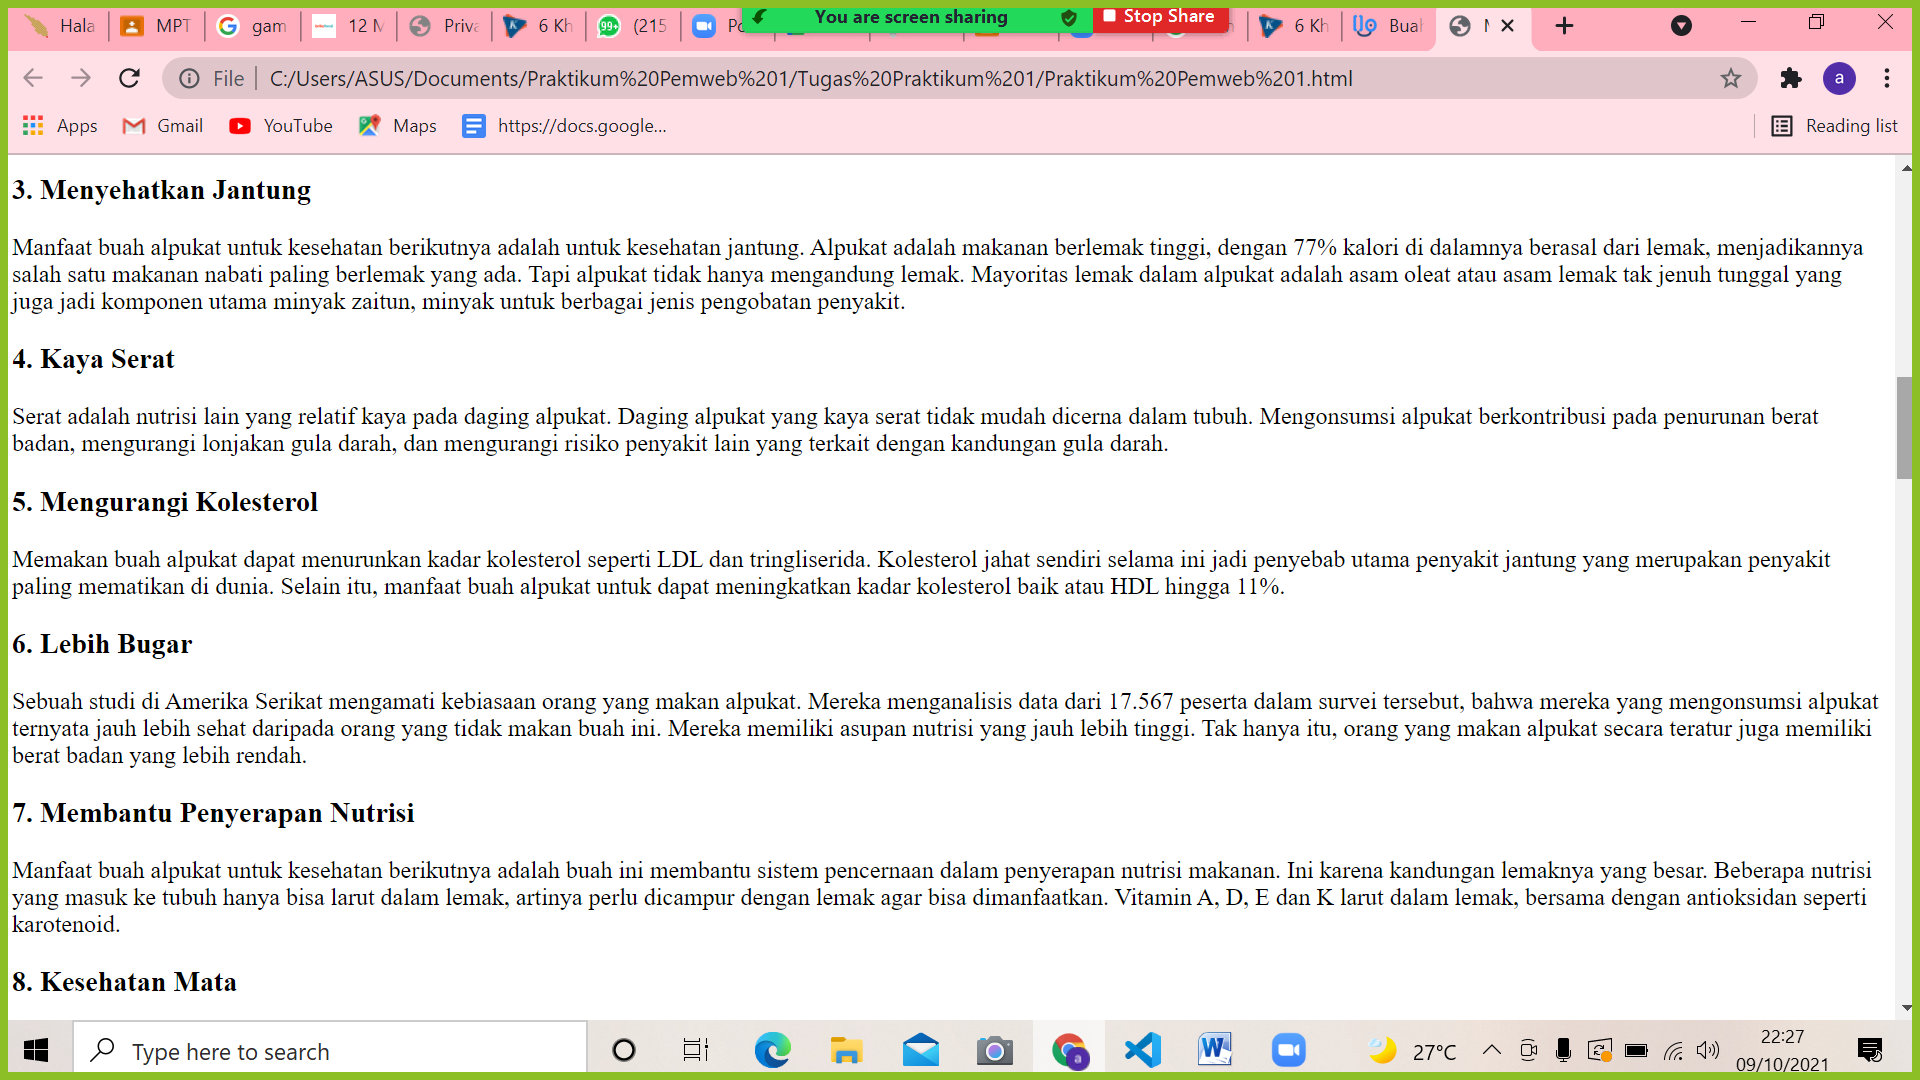 Hala
MPT
gam
12 M
Priva
6 Kh
(215
You are screen sharing
Stop Share
6 Kh
Bual
File
C:/Users/ASUS/Documents/Praktikum%20Pemweb%201/Tugas%20Praktikum%201/Praktikum%20Pemweb%201.html
a
Apps
Gmail
YouTube
Maps
https://docs.google...
Reading list
3. Menyehatkan Jantung
Manfaat buah alpukat untuk kesehatan berikutnya adalah untuk kesehatan jantung. Alpukat adalah makanan berlemak tinggi, dengan 77% kalori di dalamnya berasal dari lemak, menjadikannya
salah satu makanan nabati paling berlemak yang ada. Tapi alpukat tidak hanya mengandung lemak. Mayoritas lemak dalam alpukat adalah asam oleat atau asam lemak tak jenuh tunggal yang
juga jadi komponen utama minyak zaitun, minyak untuk berbagai jenis pengobatan penyakit.
4. Kaya Serat
Serat adalah nutrisi lain yang relatif kaya pada daging alpukat. Daging alpukat yang kaya serat tidak mudah dicerna dalam tubuh. Mengonsumsi alpukat berkontribusi pada penurunan berat
badan, mengurangi lonjakan gula darah, dan mengurangi risiko penyakit lain yang terkait dengan kandungan gula darah.
5. Mengurangi Kolesterol
Memakan buah alpukat dapat menurunkan kadar kolesterol seperti LDL dan tringliserida. Kolesterol jahat sendiri selama ini jadi penyebab utama penyakit jantung yang merupakan penyakit
paling mematikan di dunia. Selain itu, manfaat buah alpukat untuk dapat meningkatkan kadar kolesterol baik atau HDL hingga 11%.
6. Lebih Bugar
Sebuah studi di Amerika Serikat mengamati kebiasaan orang yang makan alpukat. Mereka menganalisis data dari 17.567 peserta dalam survei tersebut, bahwa mereka yang mengonsumsi alpukat
ternyata jauh lebih sehat daripada orang yang tidak makan buah ini. Mereka memiliki asupan nutrisi yang jauh lebih tinggi. Tak hanya itu, orang yang makan alpukat secara teratur juga memiliki
berat badan yang lebih rendah.
7. Membantu Penyerapan Nutrisi
Manfaat buah alpukat untuk kesehatan berikutnya adalah buah ini membantu sistem pencernaan dalam penyerapan nutrisi makanan. Ini karena kandungan lemaknya yang besar. Beberapa nutrisi
yang masuk ke tubuh hanya bisa larut dalam lemak, artinya perlu dicampur dengan lemak agar bisa dimanfaatkan. Vitamin A, D, E dan K larut dalam lemak, bersama dengan antioksidan seperti
karotenoid.
8. Kesehatan Mata
Type here to search
27°C
22:27
09/10/2021